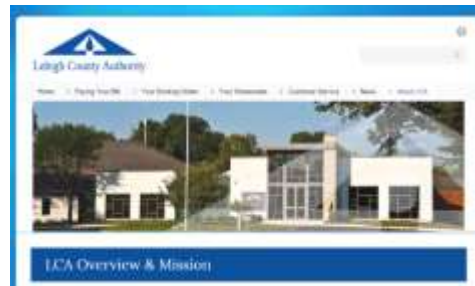 Lehigh County Authority
Home Paying Your Bill Your Drinking Water Your Wastewater Customer Service News About LCA
LCA Overview & Mission